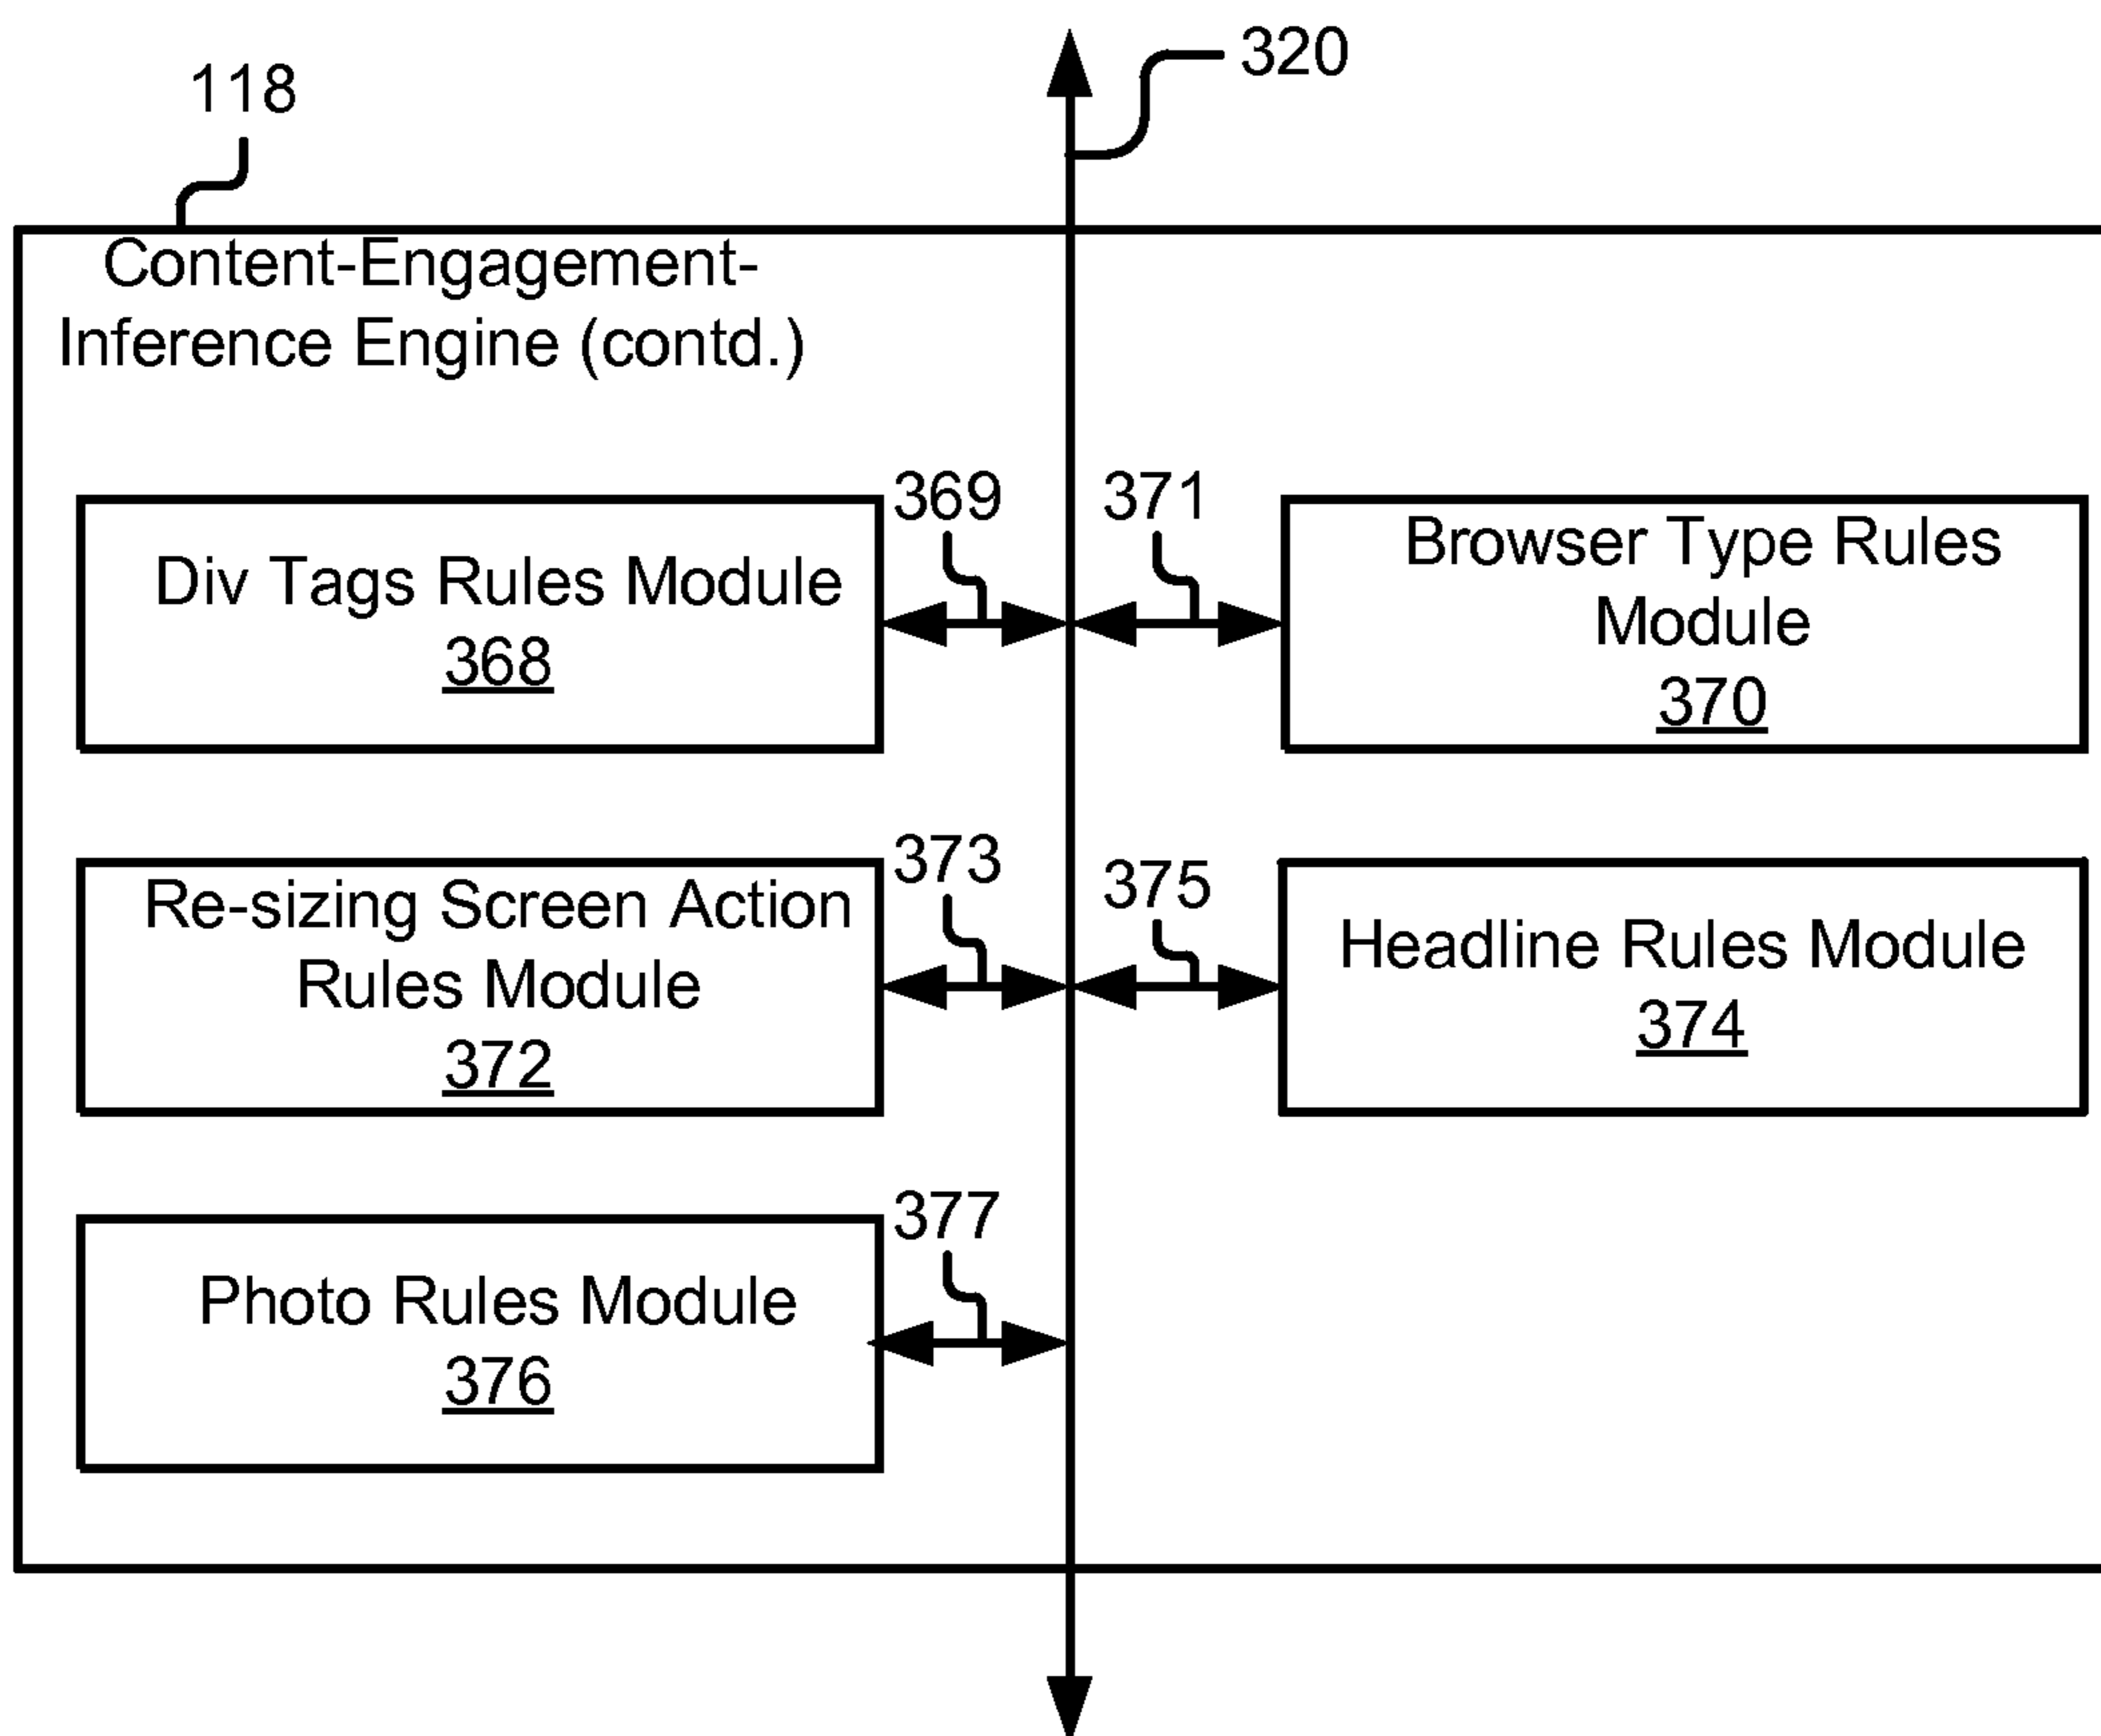 320
118
Content-Engagement-
Inference Engine (contd.)
369
371
Div Tags Rules Module
368
Browser Type Rules
Module
370
373
375
Re-sizing Screen Action
Rules Module
372
Headline Rules Module
374
377
Photo Rules Module
376